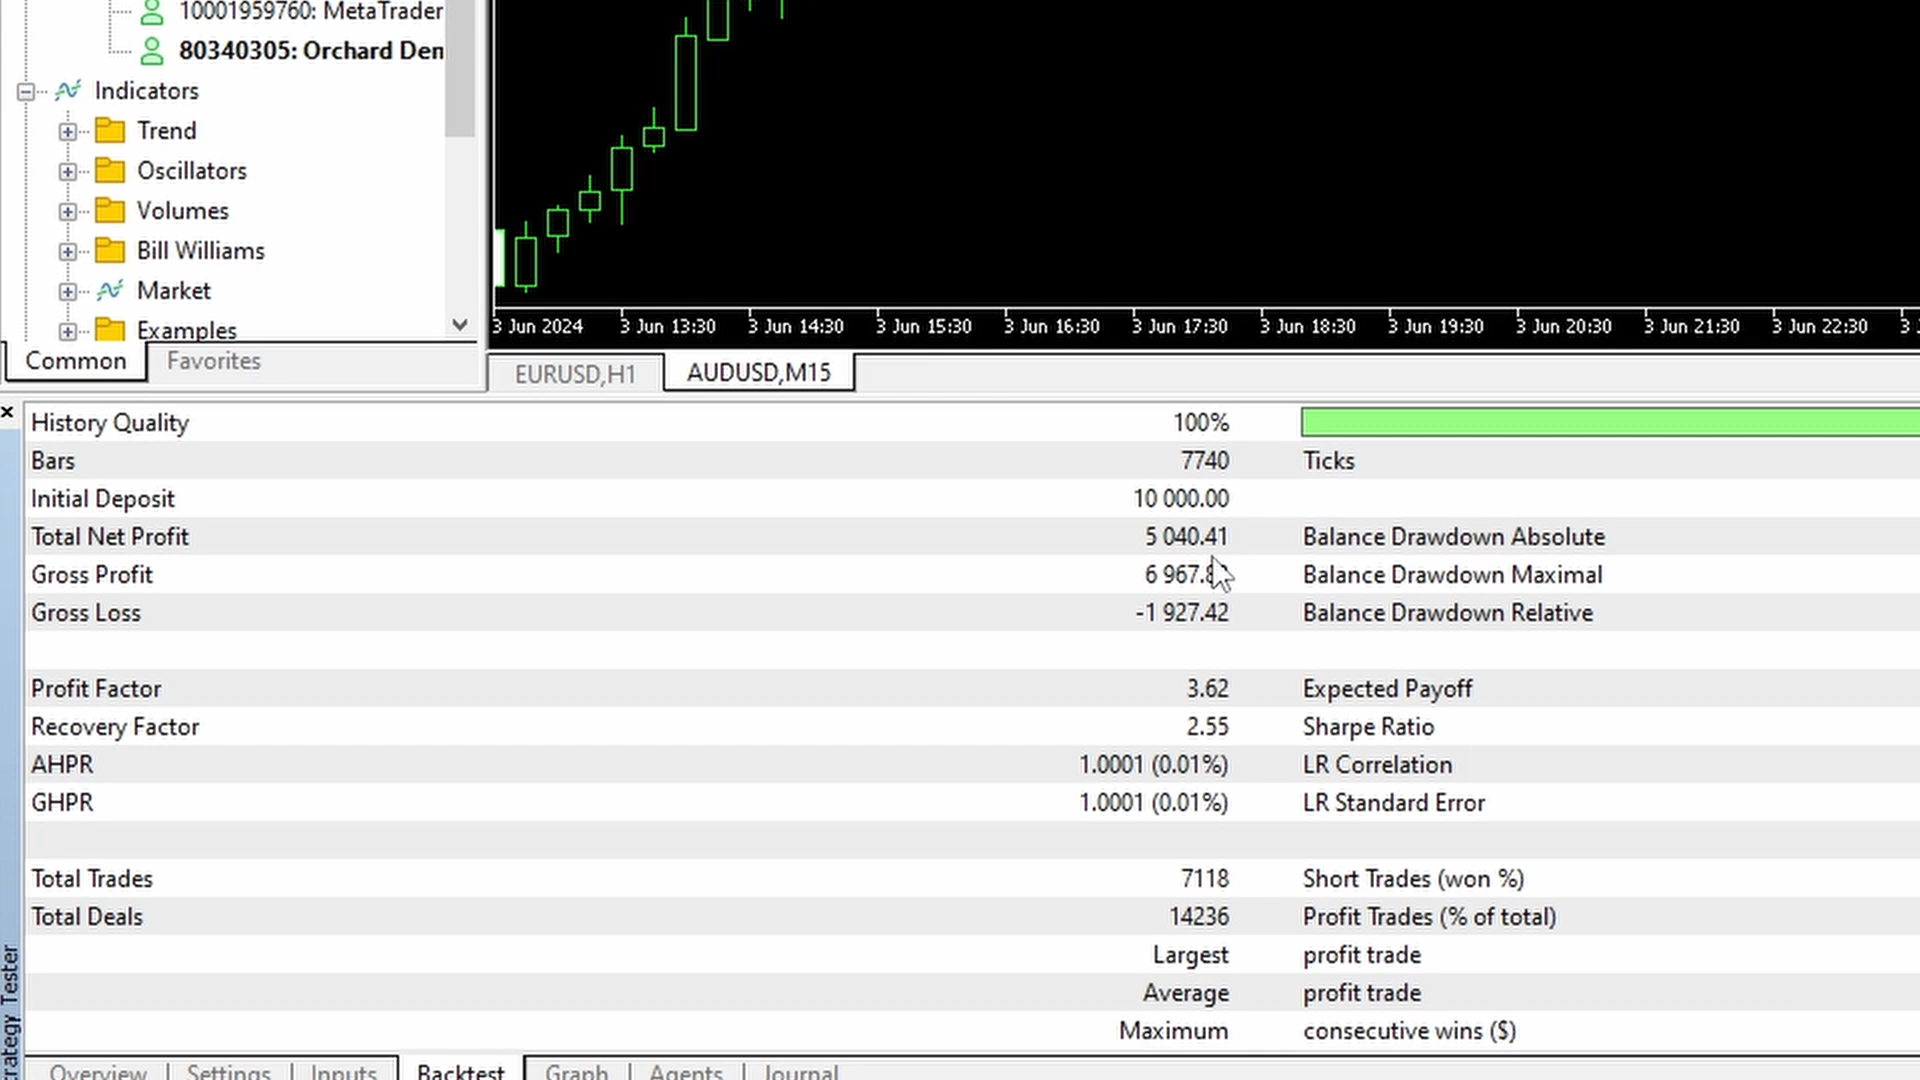 10001959760: MetaTrader
80340305: Orchard Den
Indicators
Trend
Oscillators
Volumes
Bill Williams
Market
Examples
Common Favorites
3 Jun 2024 3 Jun 13:30 3 Jun 14:30 3 Jun 15:30 3 Jun 16:30 3 Jun 17:30 3 Jun 18:30 3 Jun 19:30 3 Jun 20:30 3 Jun 21:30 3 Jun 22:30 3
EURUSD,H1 AUDUSD,M15
History Quality 100%
Bars 7740 Ticks
Initial Deposit 10 000.00
Total Net Profit 5 040.41 Balance Drawdown Absolute
Gross Profit 6 967. Balance Drawdown Maximal
Gross Loss -1 927.42 Balance Drawdown Relative
Profit Factor 3.62 Expected Payoff
Recovery Factor 2.55 Sharpe Ratio
AHPR 1.0001 (0.01%) LR Correlation
GHPR 1.0001 (0.01%) LR Standard Error
Total Trades 7118 Short Trades (won %)
Total Deals 14236 Profit Trades (% of total)
Largest profit trade
Average profit trade
Maximum consecutive wins ($)
Overview Settings Inputs Backtest Graph Agents Journal
rategy Tester